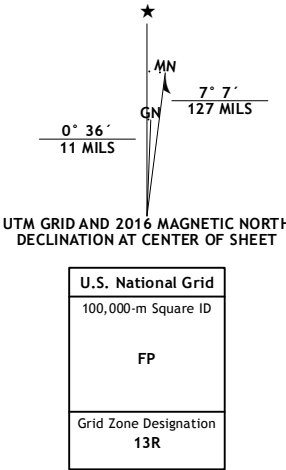 ★
MN
7° 7´
127 MILS
GN
0° 36´
11 MILS
UTM GRID AND 2016 MAGNETIC NORTH
DECLINATION AT CENTER OF SHEET
U.S. National Grid
100,000-m Square ID
FP
Grid Zone Designation
13R